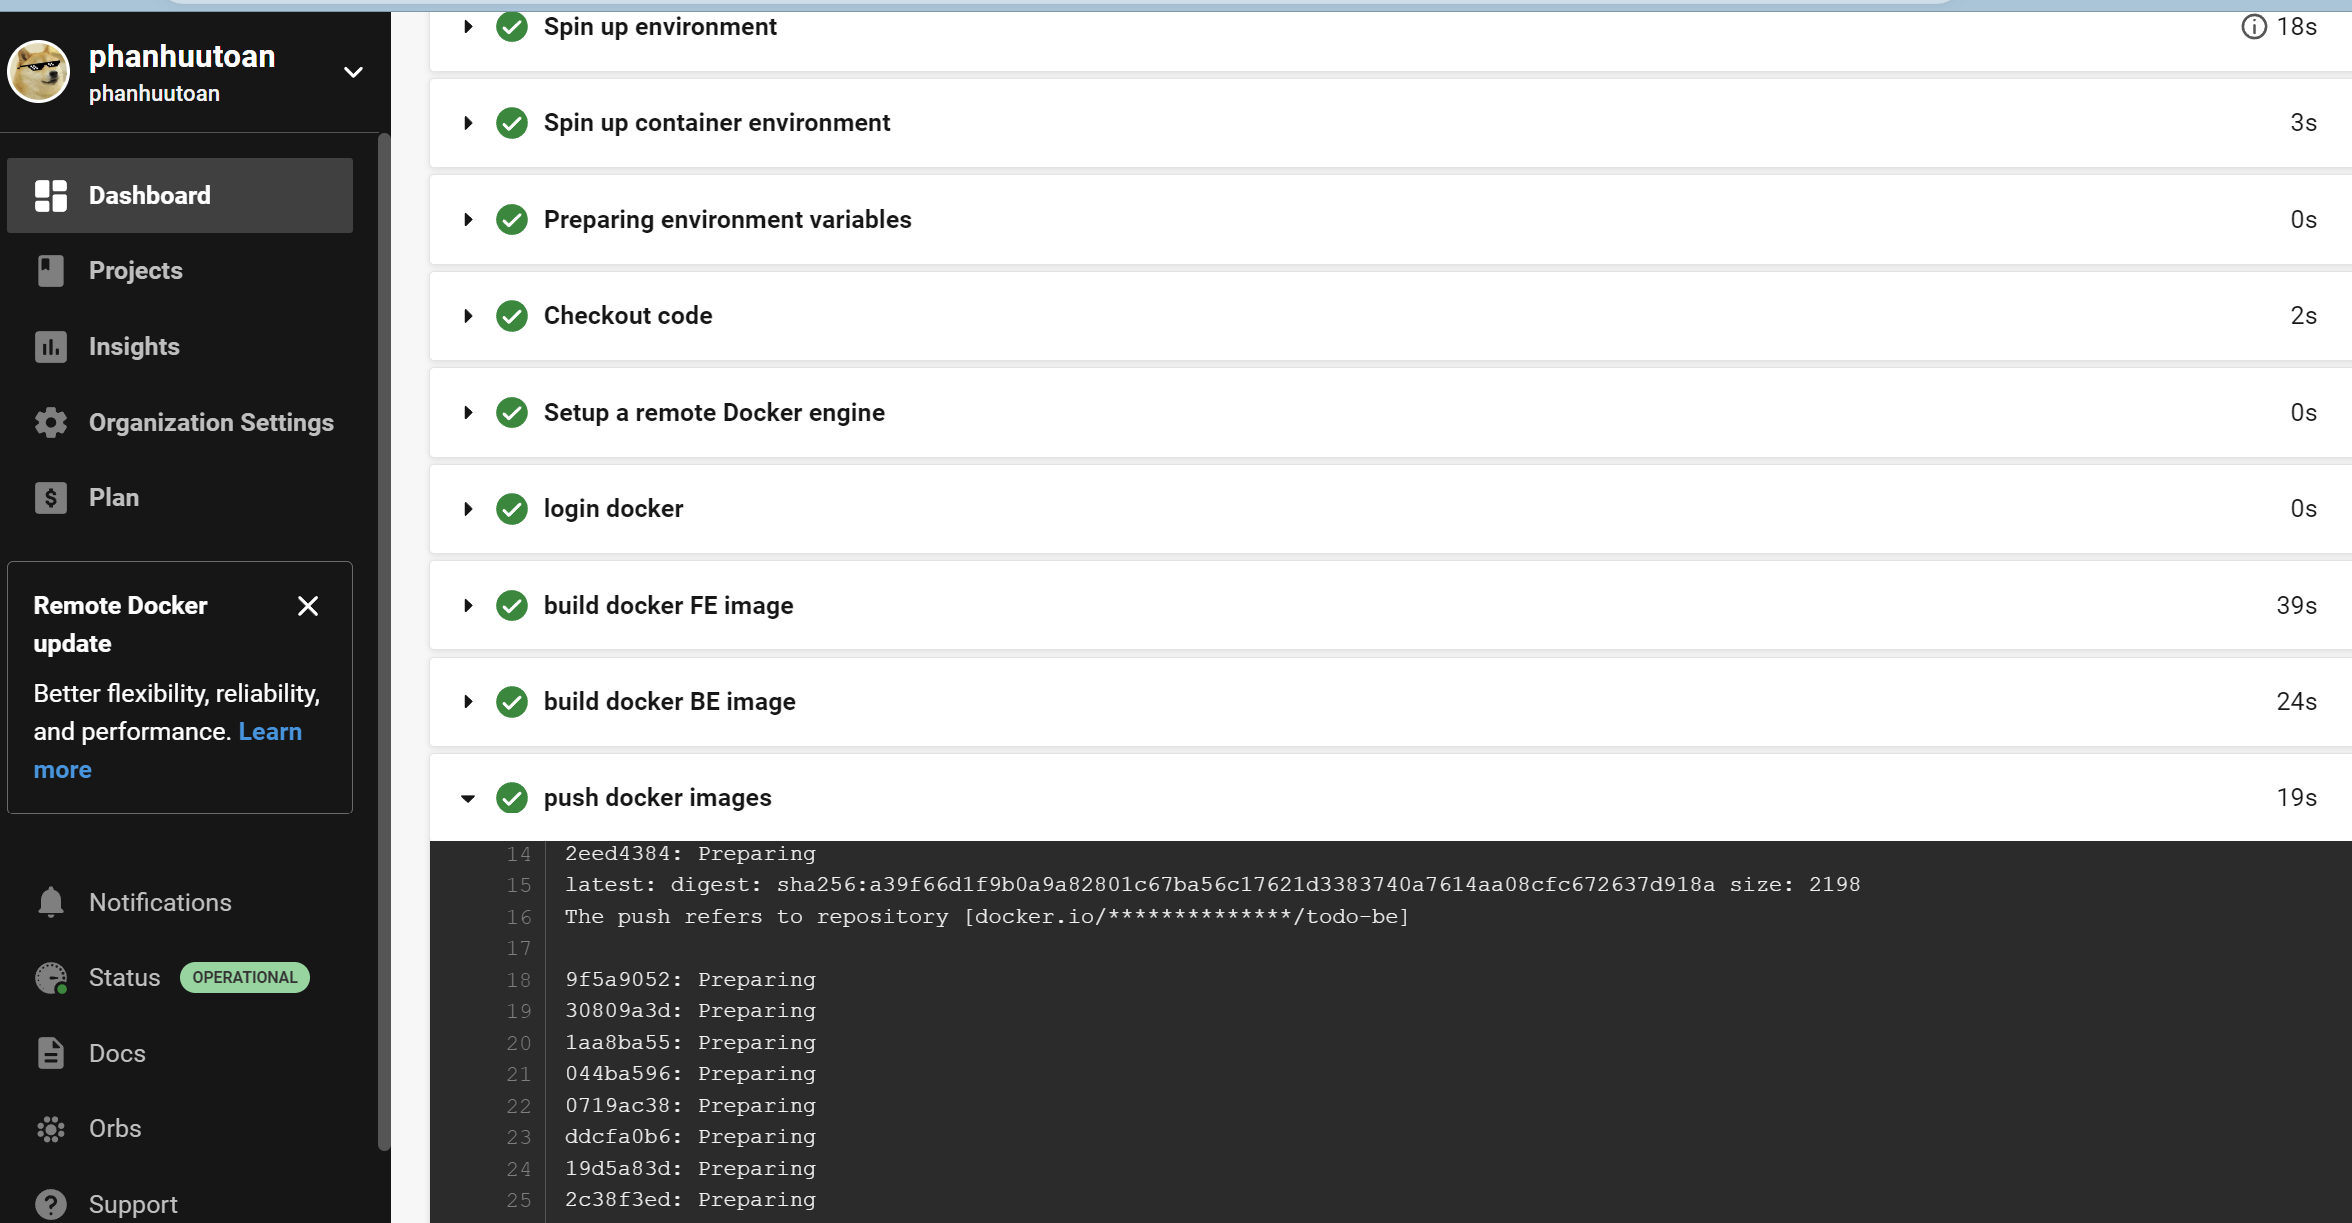 phanhuutoan
phanhuutoan
Dashboard
Projects
Insights
Organization Settings
Plan
Remote Docker
update
Better flexibility, reliability,
and performance. Learn
more
Notifications
Status OPERATIONAL
Docs
Orbs
Support
Spin up environment 18s
Spin up container environment 3s
Preparing environment variables 0s
Checkout code 2s
Setup a remote Docker engine 0s
login docker 0s
build docker FE image 39s
build docker BE image 24s
push docker images 19s
14 2eed4384: Preparing
15 latest: digest: sha256:a39f66d1f9b0a9a82801c67ba56c17621d3383740a7614aa08cfc672637d918a size: 2198
16 The push refers to repository [docker.io/**************/todo-be]
17
18 9f5a9052: Preparing
19 30809a3d: Preparing
20 1aa8ba55: Preparing
21 044ba596: Preparing
22 0719ac38: Preparing
23 ddcfa0b6: Preparing
24 19d5a83d: Preparing
25 2c38f3ed: Preparing